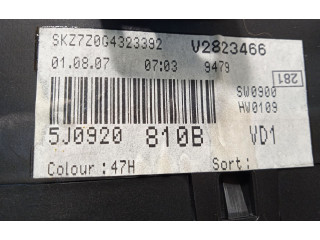 SKZ7Z0G4323392 V2823466
01.08.07 07:03 9479
281
SW0900
HW0109
5J0920 810B WD1
Colour :47H Sort: